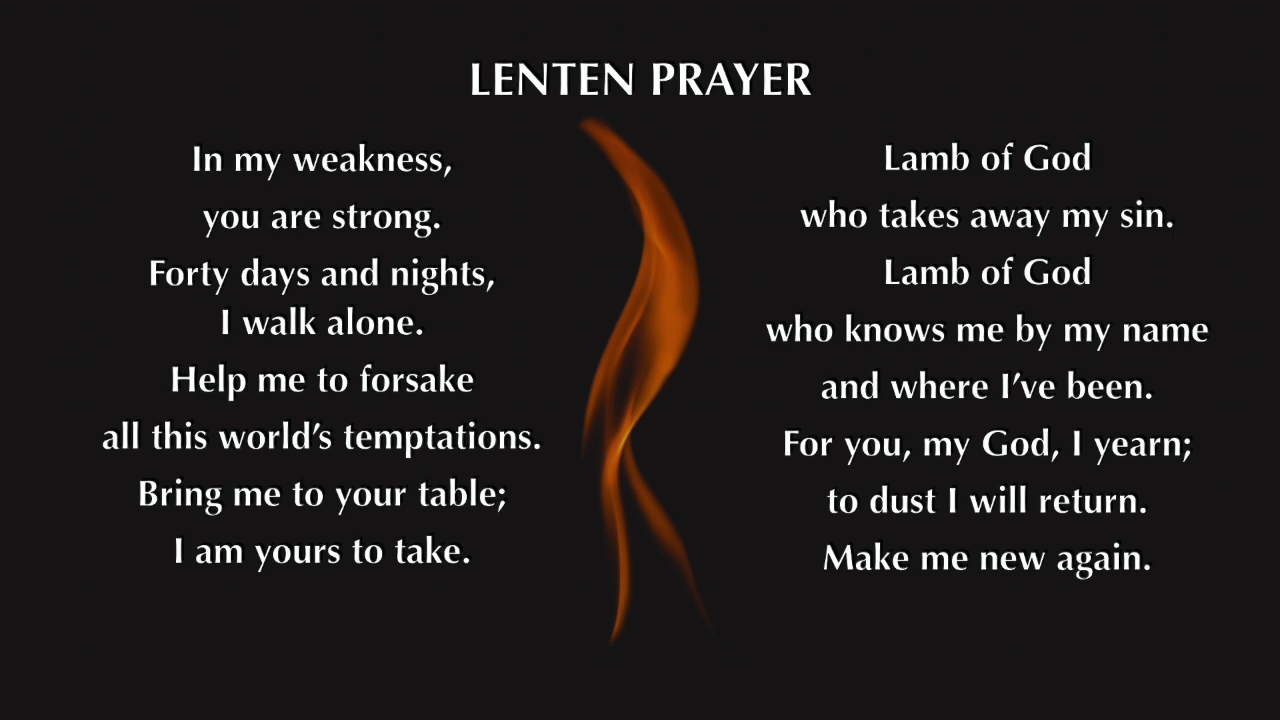 LENTEN PRAYER
In my weakness,
you are strong.
Forty days and nights,
I walk alone.
Help me to forsake
all this world’s temptations.
Bring me to your table;
I am yours to take.
Lamb of God
who takes away my sin.
Lamb of God
who knows me by my name
and where I’ve been.
For you, my God, I yearn;
to dust I will return.
Make me new again.